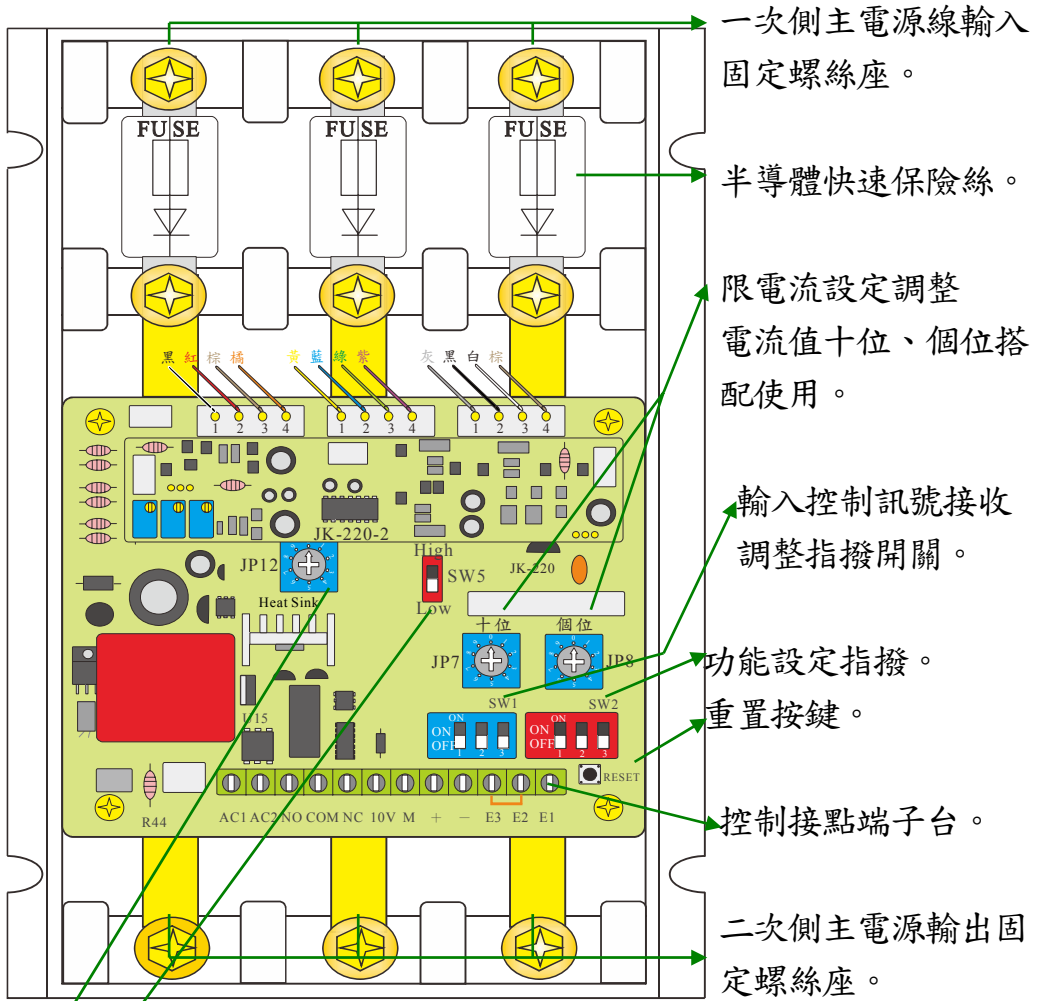 一次側主電源線輸入
固定螺絲座。
FUSE FUSE FUSE
半導體快速保險絲。
限電流設定調整
電流值十位、個位搭
配使用。
黑 紅 棕 橘 黃 藍 綠 紫 灰 黑 白 棕
1 2 3 4 1 2 3 4 1 2 3 4
輸入控制訊號接收
調整指撥開關。
JK-220-2
High
JP12 SW5 JK-220
Heat Sink Low
十位 個位
JP7 JP8
功能設定指撥。
SW1 SW2
重置按鍵。
U15 ON ON
ON ON
OFF OFF
1 2 3 1 2 3
RESET
控制接點端子台。
R44 AC1 AC2 NO COM NC 10V M + － E3 E2 E1
二次側主電源輸出固
定螺絲座。